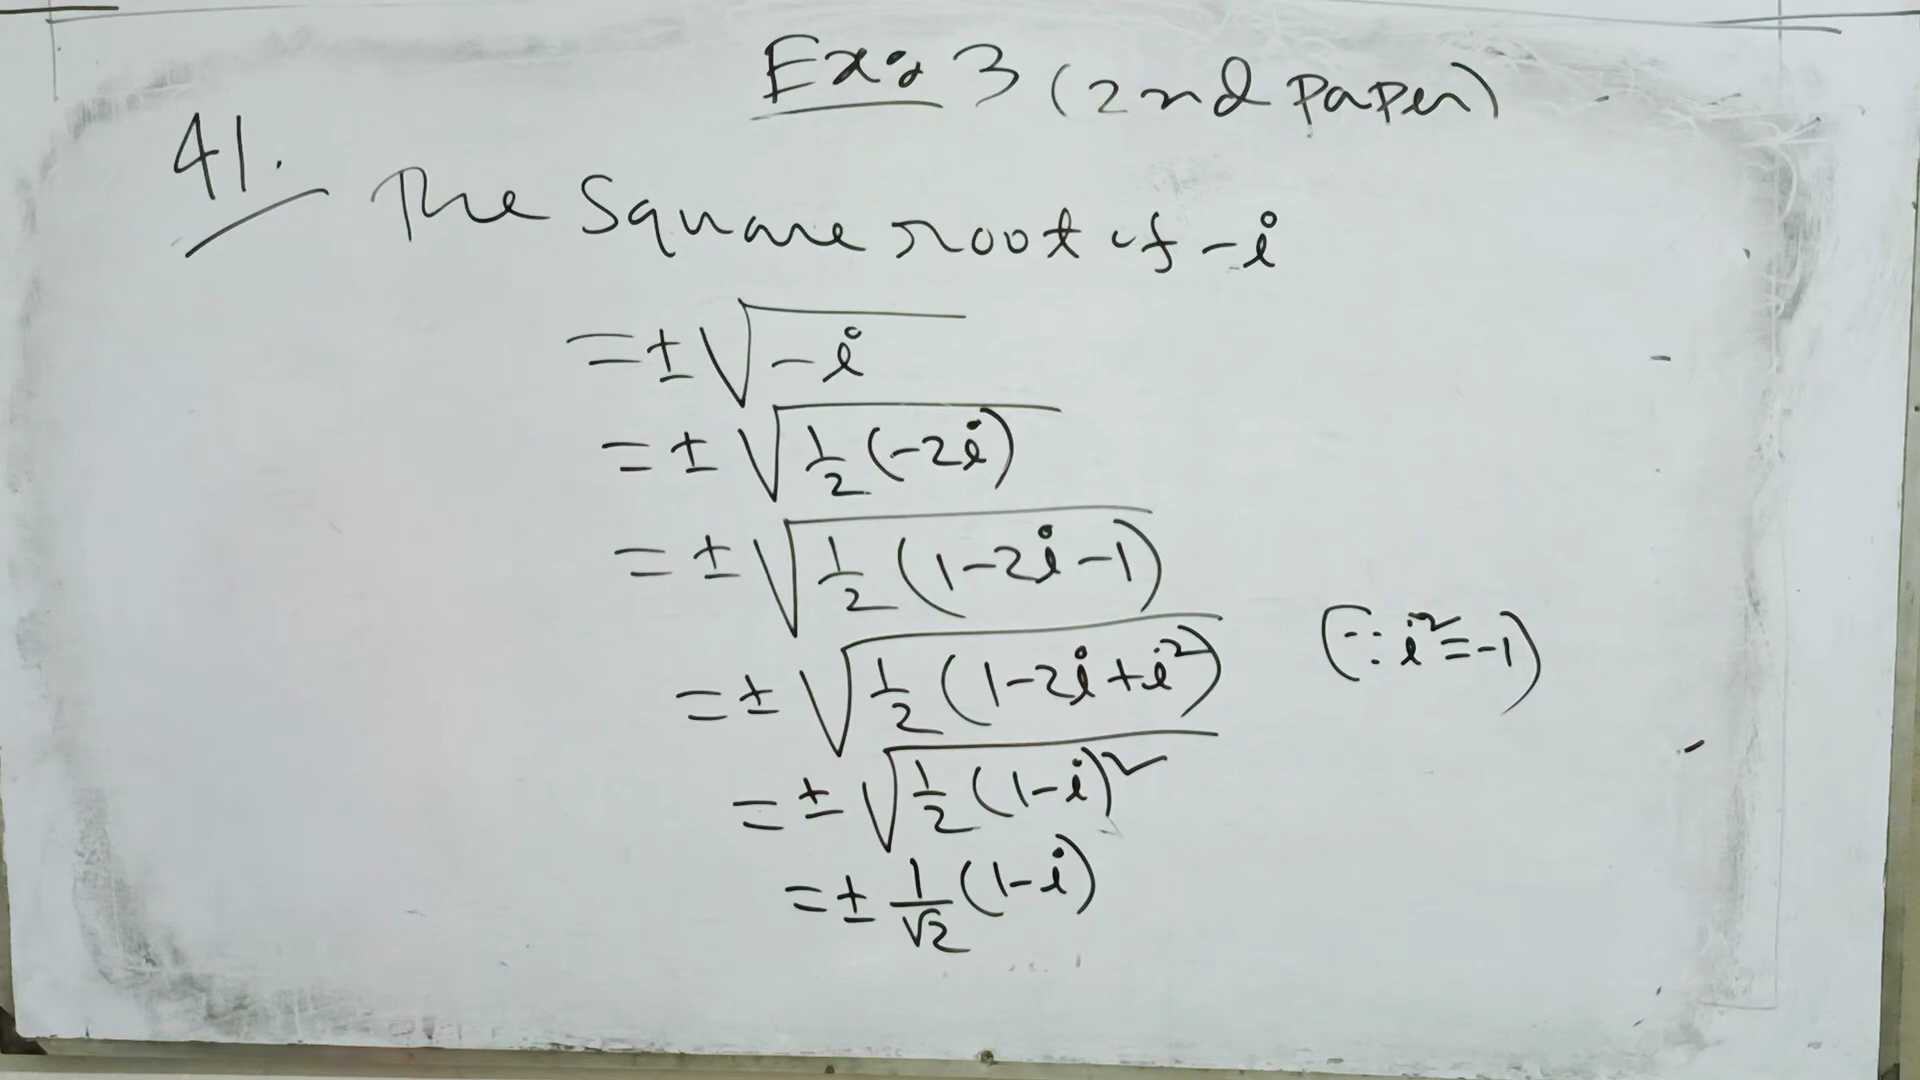 Ex: 3 (2nd paper)
41.
The Square root of -i
= ± √(-i)
= ± √(1/2 (-2i))
= ± √(1/2 (1-2i-1))
= ± √(1/2 (1-2i+i²)) (∵ i² = -1)
= ± √(1/2 (1-i)²)
= ± 1/√2 (1-i)